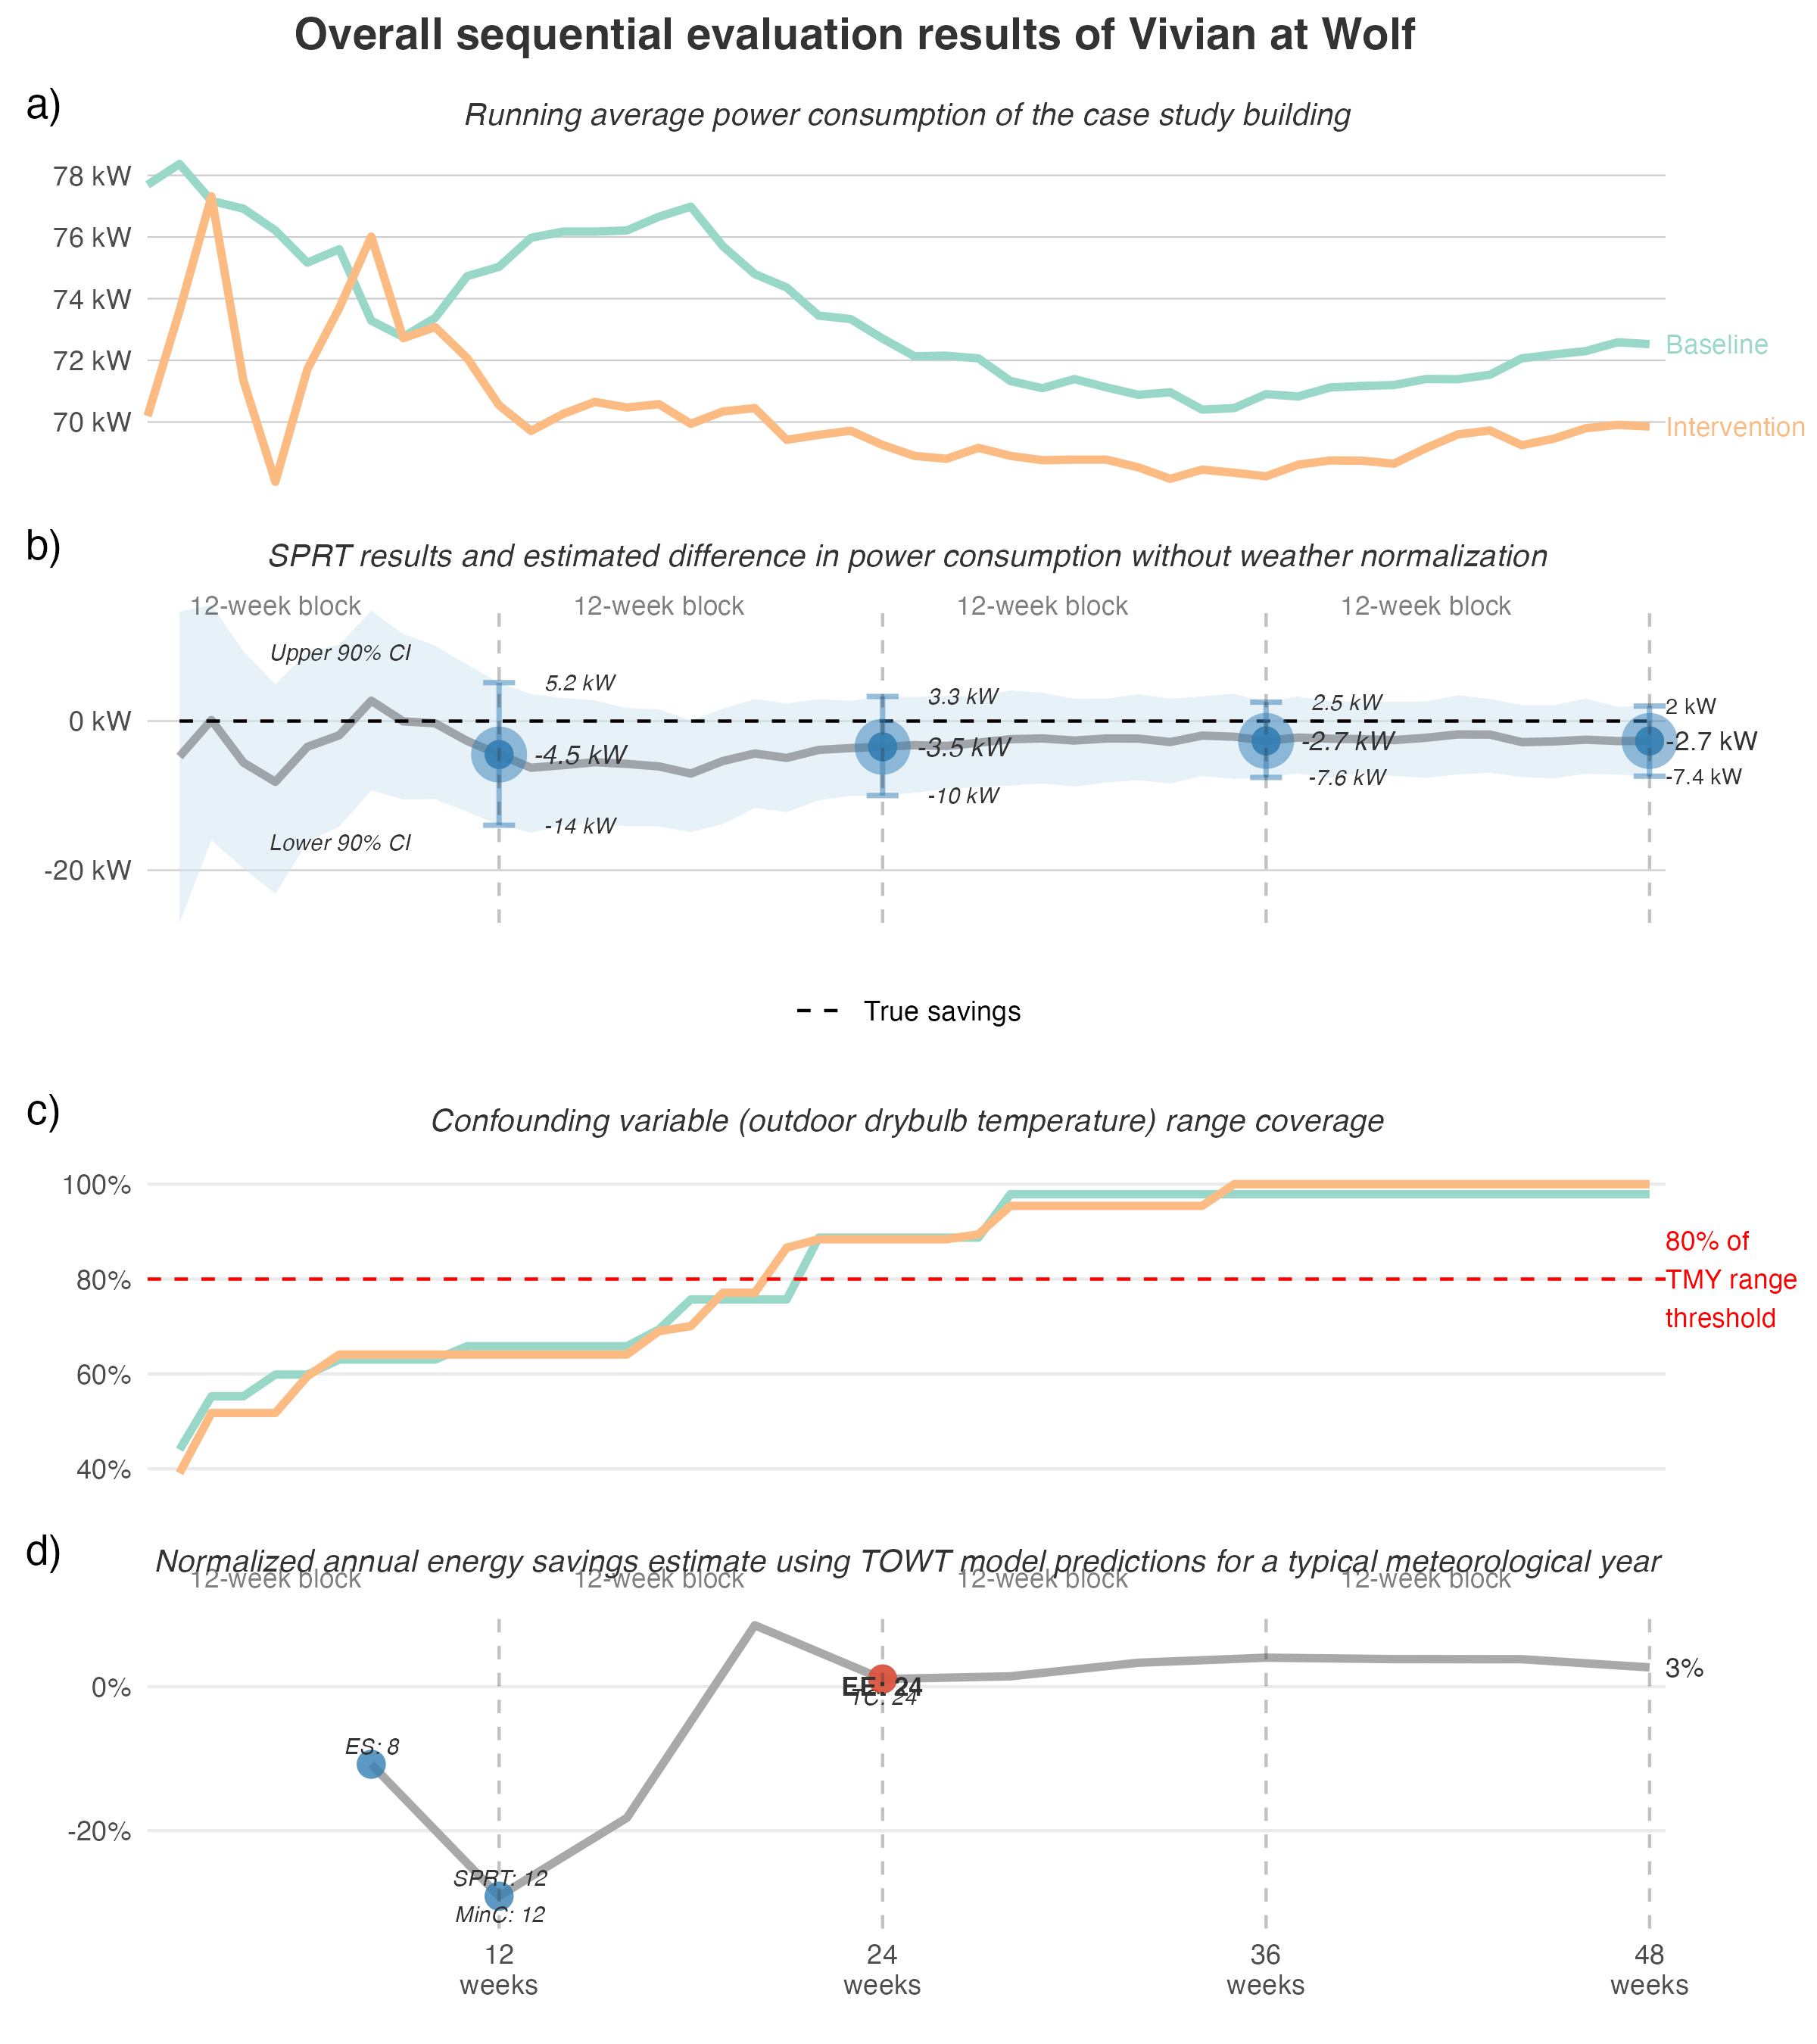 Overall sequential evaluation results of Vivian at Wolf
a)
Running average power consumption of the case study building
78 kW
76 kW
74 kW
72 kW
70 kW
Baseline
Intervention
b)
SPRT results and estimated difference in power consumption without weather normalization
12-week block 12-week block 12-week block 12-week block
Upper 90% CI
Lower 90% CI
0 kW
-20 kW
5.2 kW
-4.5 kW
-14 kW
3.3 kW
-3.5 kW
-10 kW
2.5 kW
-2.7 kW
-7.6 kW
2 kW
-2.7 kW
-7.4 kW
True savings
c)
Confounding variable (outdoor drybulb temperature) range coverage
100%
80%
60%
40%
80% of
TMY range
threshold
d)
Normalized annual energy savings estimate using TOWT model predictions for a typical meteorological year
12-week block 12-week block 12-week block 12-week block
0%
-20%
ES: 8
SPRT: 12
MinC: 12
EE: 24
TC: 24
3%
12
weeks
24
weeks
36
weeks
48
weeks